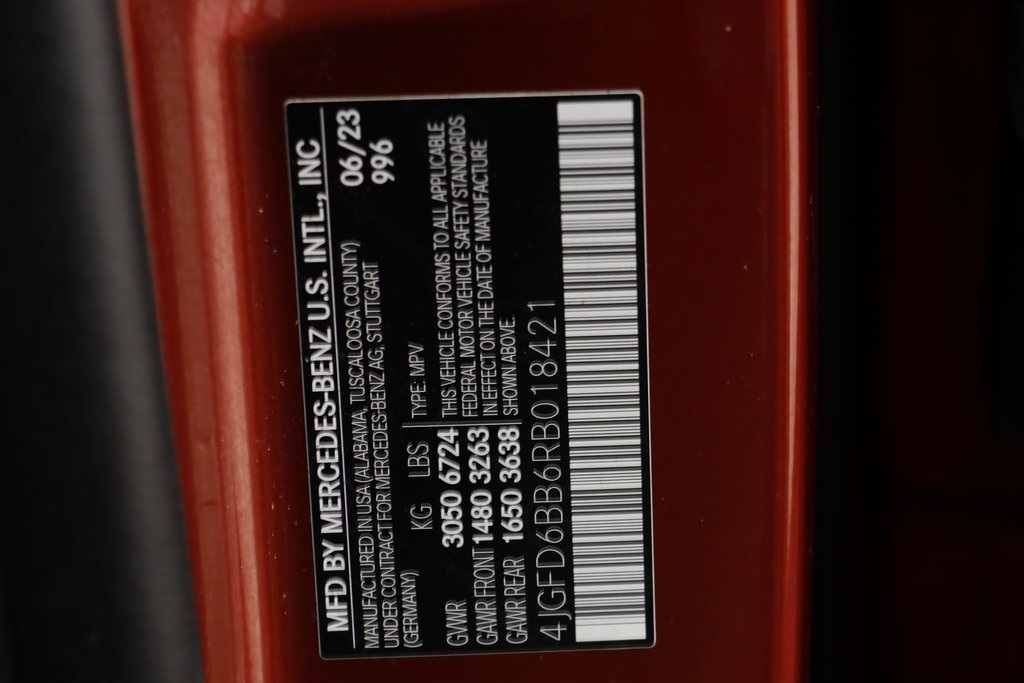 MFD BY MERCEDES-BENZ U.S. INTL., INC
MANUFACTURED IN USA (ALABAMA, TUSCALOOSA COUNTY) 06/23
UNDER CONTRACT FOR MERCEDES-BENZ AG, STUTTGART 996
(GERMANY)
KG LBS TYPE: MPV
GVWR 3050 6724 THIS VEHICLE CONFORMS TO ALL APPLICABLE
GAWR FRONT 1480 3263 FEDERAL MOTOR VEHICLE SAFETY STANDARDS
IN EFFECT ON THE DATE OF MANUFACTURE
GAWR REAR 1650 3638 SHOWN ABOVE.
4JGFD6BB6RB018421